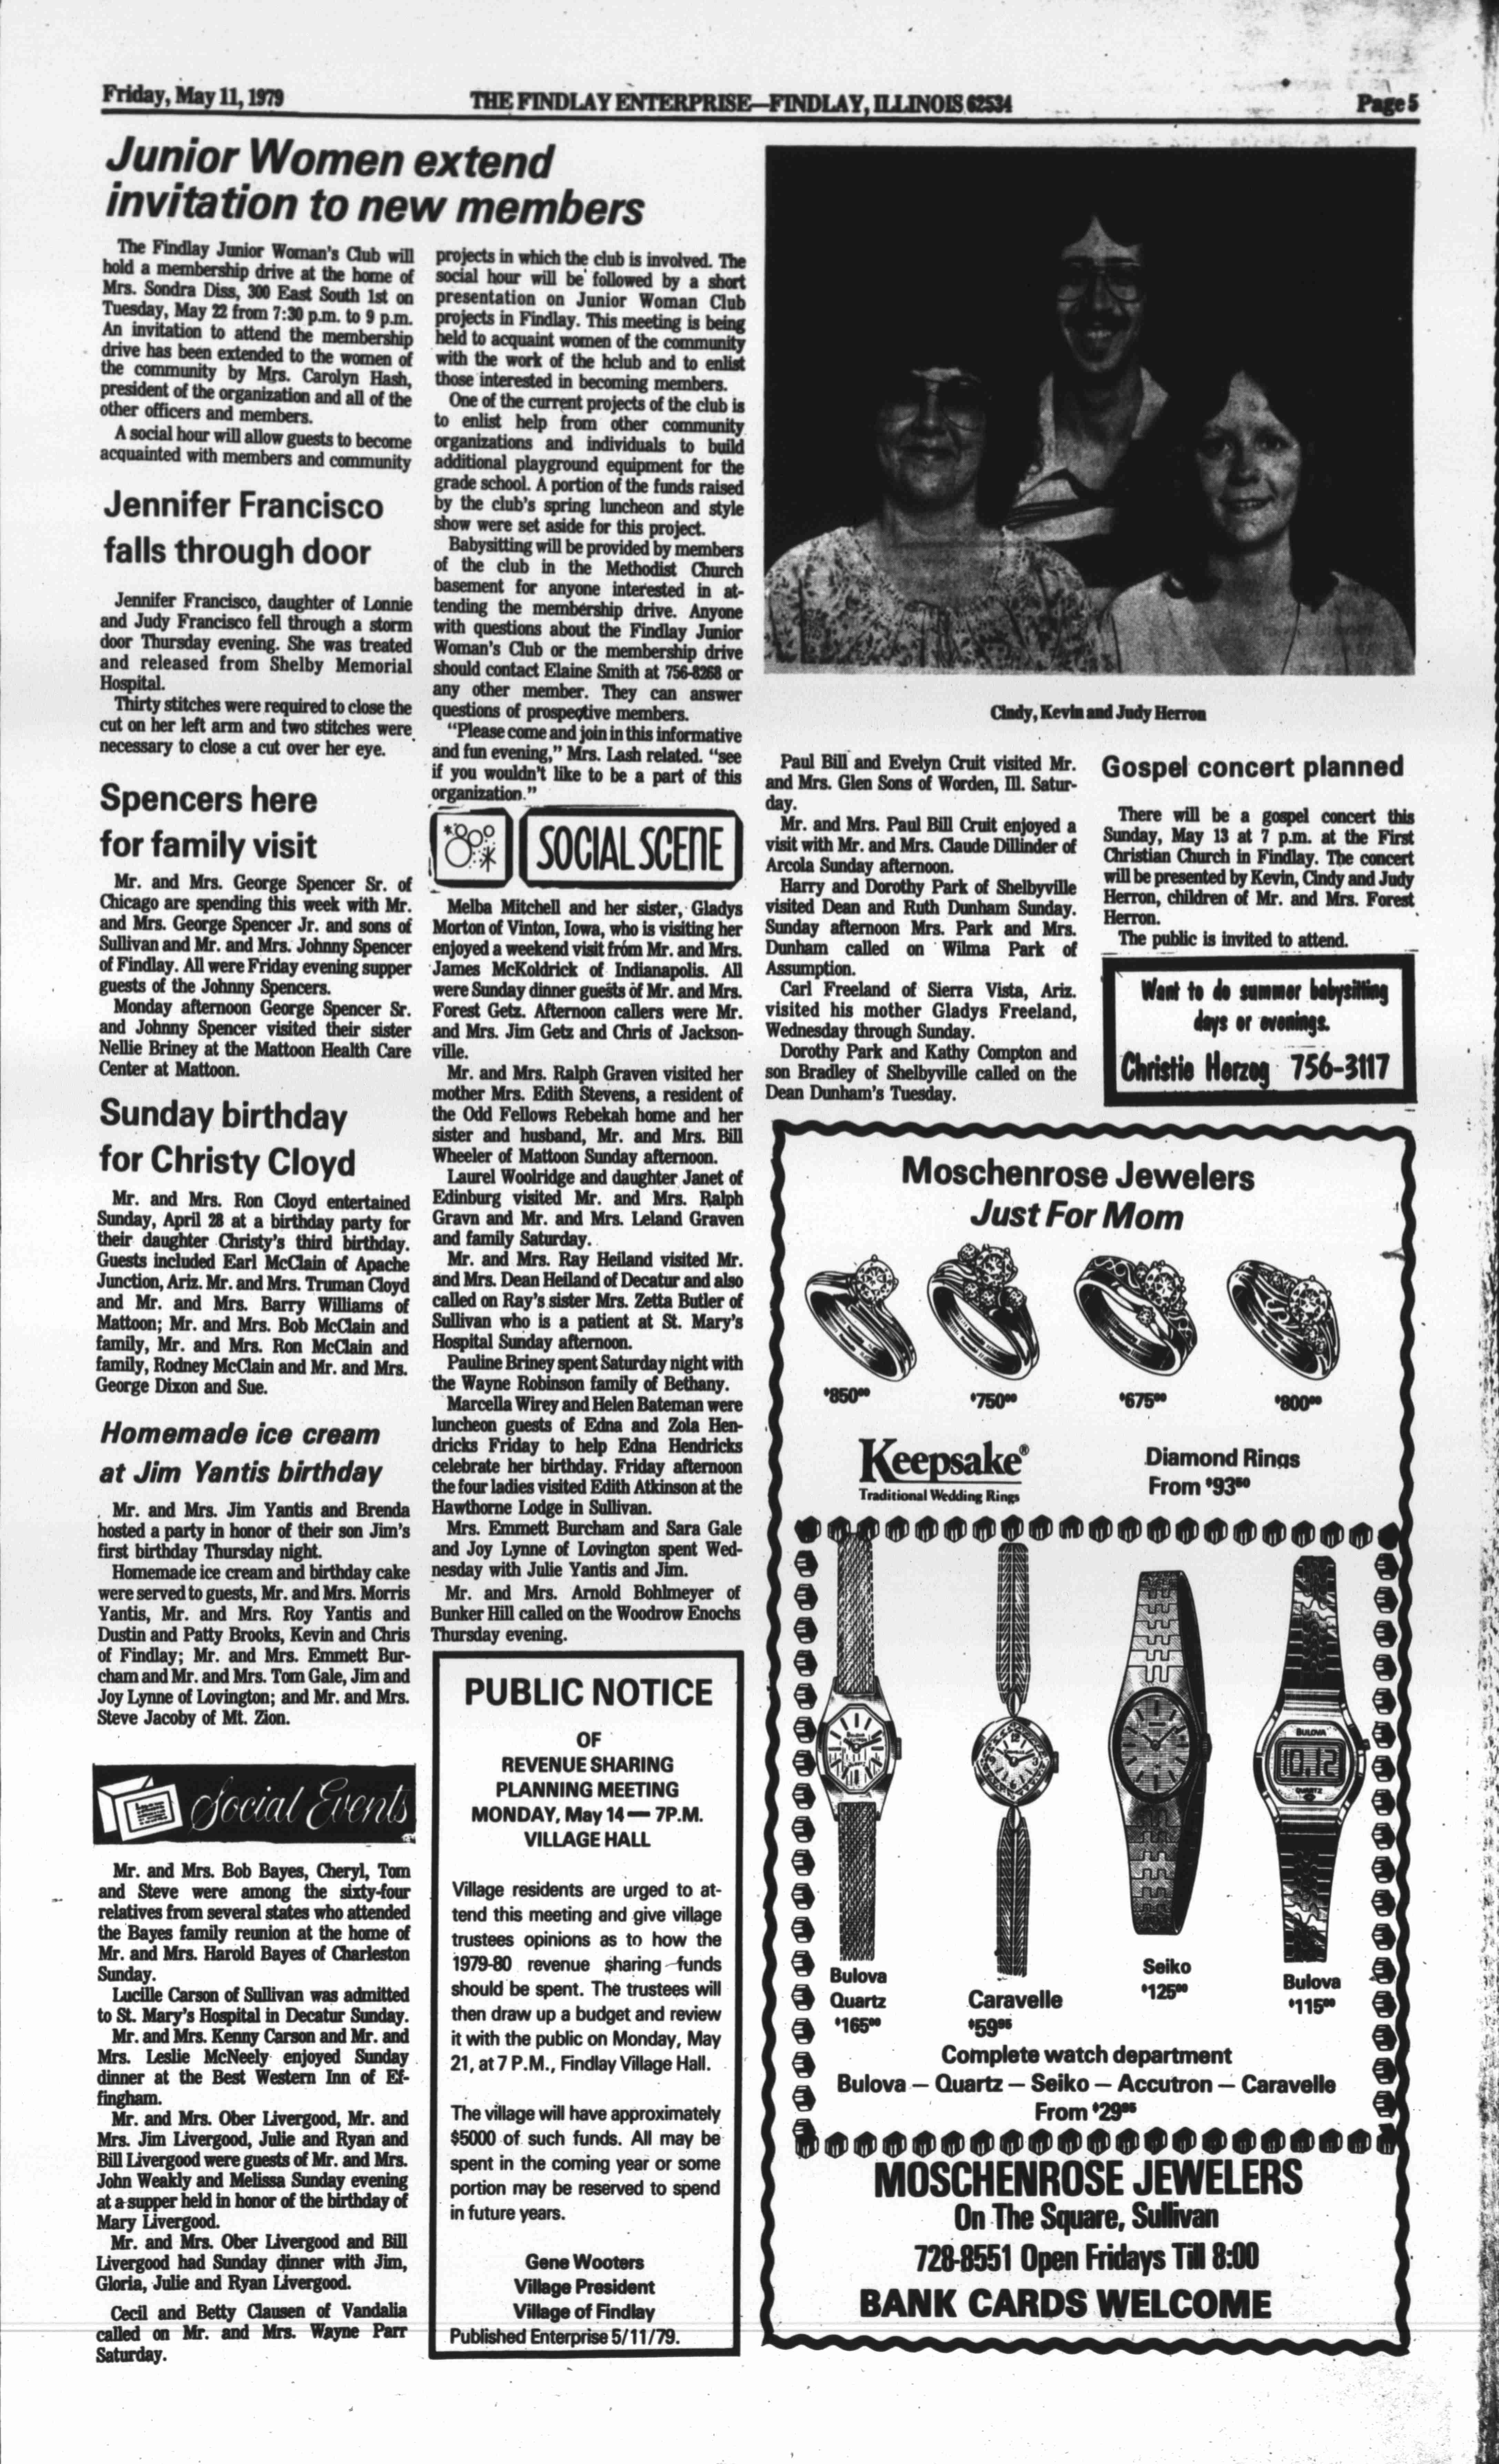 Friday, May 11, 1979
THE FINDLAY ENTERPRISE—FINDLAY, ILLINOIS 62534
Page 5
Junior Women extend
invitation to new members
The Findlay Junior Woman's Club will
hold a membership drive at the home of
Mrs. Sondra Diss, 300 East South 1st on
Tuesday, May 22 from 7:30 p.m. to 9 p.m.
An invitation to attend the membership
drive has been extended to the women of
the community by Mrs. Carolyn Hash,
president of the organization and all of the
other officers and members.
A social hour will allow guests to become
acquainted with members and community
projects in which the club is involved. The
social hour will be followed by a short
presentation on Junior Woman Club
projects in Findlay. This meeting is being
held to acquaint women of the community
with the work of the hclub and to enlist
those interested in becoming members.
One of the current projects of the club is
to enlist help from other community
organizations and individuals to build
additional playground equipment for the
grade school. A portion of the funds raised
by the club's spring luncheon and style
show were set aside for this project.
Babysitting will be provided by members
of the club in the Methodist Church
basement for anyone interested in at-
tending the membership drive. Anyone
with questions about the Findlay Junior
Woman's Club or the membership drive
should contact Elaine Smith at 756-8268 or
any other member. They can answer
questions of prospective members.
"Please come and join in this informative
and fun evening," Mrs. Lash related. "see
if you wouldn't like to be a part of this
organization."
Jennifer Francisco
falls through door
Jennifer Francisco, daughter of Lonnie
and Judy Francisco fell through a storm
door Thursday evening. She was treated
and released from Shelby Memorial
Hospital.
Thirty stitches were required to close the
cut on her left arm and two stitches were
necessary to close a cut over her eye.
Spencers here
for family visit
Mr. and Mrs. George Spencer Sr. of
Chicago are spending this week with Mr.
and Mrs. George Spencer Jr. and sons of
Sullivan and Mr. and Mrs. Johnny Spencer
of Findlay. All were Friday evening supper
guests of the Johnny Spencers.
Monday afternoon George Spencer Sr.
and Johnny Spencer visited their sister
Nellie Briney at the Mattoon Health Care
Center at Mattoon.
Sunday birthday
for Christy Cloyd
Mr. and Mrs. Ron Cloyd entertained
Sunday, April 28 at a birthday party for
their daughter Christy's third birthday.
Guests included Earl McClain of Apache
Junction, Ariz. Mr. and Mrs. Truman Cloyd
and Mr. and Mrs. Barry Williams of
Mattoon; Mr. and Mrs. Bob McClain and
family, Mr. and Mrs. Ron McClain and
family, Rodney McClain and Mr. and Mrs.
George Dixon and Sue.
Homemade ice cream
at Jim Yantis birthday
Mr. and Mrs. Jim Yantis and Brenda
hosted a party in honor of their son Jim's
first birthday Thursday night.
Homemade ice cream and birthday cake
were served to guests, Mr. and Mrs. Morris
Yantis, Mr. and Mrs. Roy Yantis and
Dustin and Patty Brooks, Kevin and Chris
of Findlay; Mr. and Mrs. Emmett Bur-
cham and Mr. and Mrs. Tom Gale, Jim and
Joy Lynne of Lovington; and Mr. and Mrs.
Steve Jacoby of Mt. Zion.
Social Events
Mr. and Mrs. Bob Bayes, Cheryl, Tom
and Steve were among the sixty-four
relatives from several states who attended
the Bayes family reunion at the home of
Mr. and Mrs. Harold Bayes of Charleston
Sunday.
Lucille Carson of Sullivan was admitted
to St. Mary's Hospital in Decatur Sunday.
Mr. and Mrs. Kenny Carson and Mr. and
Mrs. Leslie McNeely enjoyed Sunday
dinner at the Best Western Inn of Ef-
fingham.
Mr. and Mrs. Ober Livergood, Mr. and
Mrs. Jim Livergood, Julie and Ryan and
Bill Livergood were guests of Mr. and Mrs.
John Weakly and Melissa Sunday evening
at a supper held in honor of the birthday of
Mary Livergood.
Mr. and Mrs. Ober Livergood and Bill
Livergood had Sunday dinner with Jim,
Gloria, Julie and Ryan Livergood.
Cecil and Betty Clausen of Vandalia
called on Mr. and Mrs. Wayne Parr
Saturday.
SOCIAL SCENE
Melba Mitchell and her sister, Gladys
Morton of Vinton, Iowa, who is visiting her
enjoyed a weekend visit from Mr. and Mrs.
James McKoldrick of Indianapolis. All
were Sunday dinner guests of Mr. and Mrs.
Forest Getz. Afternoon callers were Mr.
and Mrs. Jim Getz and Chris of Jackson-
ville.
Mr. and Mrs. Ralph Graven visited her
mother Mrs. Edith Stevens, a resident of
the Odd Fellows Rebekah home and her
sister and husband, Mr. and Mrs. Bill
Wheeler of Mattoon Sunday afternoon.
Laurel Woolridge and daughter Janet of
Edinburg visited Mr. and Mrs. Ralph
Gravn and Mr. and Mrs. Leland Graven
and family Saturday.
Mr. and Mrs. Ray Heiland visited Mr.
and Mrs. Dean Heiland of Decatur and also
called on Ray's sister Mrs. Zetta Butler of
Sullivan who is a patient at St. Mary's
Hospital Sunday afternoon.
Pauline Briney spent Saturday night with
the Wayne Robinson family of Bethany.
Marcella Wirey and Helen Bateman were
luncheon guests of Edna and Zola Hen-
dricks Friday to help Edna Hendricks
celebrate her birthday. Friday afternoon
the four ladies visited Edith Atkinson at the
Hawthorne Lodge in Sullivan.
Mrs. Emmett Burcham and Sara Gale
and Joy Lynne of Lovington spent Wed-
nesday with Julie Yantis and Jim.
Mr. and Mrs. Arnold Bohlmeyer of
Bunker Hill called on the Woodrow Enochs
Thursday evening.
PUBLIC NOTICE
OF
REVENUE SHARING
PLANNING MEETING
MONDAY, May 14 — 7P.M.
VILLAGE HALL
Village residents are urged to at-
tend this meeting and give village
trustees opinions as to how the
1979-80 revenue sharing funds
should be spent. The trustees will
then draw up a budget and review
it with the public on Monday, May
21, at 7 P.M., Findlay Village Hall.
The village will have approximately
$5000 of such funds. All may be
spent in the coming year or some
portion may be reserved to spend
in future years.
Gene Wooters
Village President
Village of Findlay
Published Enterprise 5/11/79.
Cindy, Kevin and Judy Herron
Paul Bill and Evelyn Cruit visited Mr.
and Mrs. Glen Sons of Worden, Ill. Satur-
day.
Mr. and Mrs. Paul Bill Cruit enjoyed a
visit with Mr. and Mrs. Claude Dillinder of
Arcola Sunday afternoon.
Harry and Dorothy Park of Shelbyville
visited Dean and Ruth Dunham Sunday.
Sunday afternoon Mrs. Park and Mrs.
Dunham called on Wilma Park of
Assumption.
Carl Freeland of Sierra Vista, Ariz.
visited his mother Gladys Freeland,
Wednesday through Sunday.
Dorothy Park and Kathy Compton and
son Bradley of Shelbyville called on the
Dean Dunham's Tuesday.
Gospel concert planned
There will be a gospel concert this
Sunday, May 13 at 7 p.m. at the First
Christian Church in Findlay. The concert
will be presented by Kevin, Cindy and Judy
Herron, children of Mr. and Mrs. Forest
Herron.
The public is invited to attend.
Want to do summer babysitting
days or evenings.
Christie Herzog 756-3117
Moschenrose Jewelers
Just For Mom
$850⁰⁰
$750⁰⁰
$675⁰⁰
$800⁰⁰
Keepsake®
Traditional Wedding Rings
Diamond Rings
From $93⁵⁰
BULOVA
10.12
QUARTZ
Bulova
Quartz
$165⁰⁰
Caravelle
$59⁹⁵
Seiko
$125⁰⁰
Bulova
$115⁰⁰
Complete watch department
Bulova — Quartz — Seiko — Accutron — Caravelle
From $29⁹⁵
MOSCHENROSE JEWELERS
On The Square, Sullivan
728-8551 Open Fridays Till 8:00
BANK CARDS WELCOME